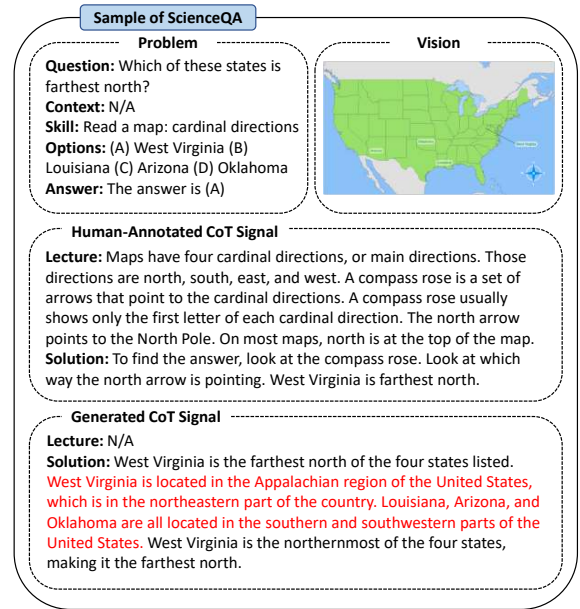 Sample of ScienceQA
Problem
Question: Which of these states is
farthest north?
Context: N/A
Skill: Read a map: cardinal directions
Options: (A) West Virginia (B)
Louisiana (C) Arizona (D) Oklahoma
Answer: The answer is (A)
Vision
Human-Annotated CoT Signal
Lecture: Maps have four cardinal directions, or main directions. Those
directions are north, south, east, and west. A compass rose is a set of
arrows that point to the cardinal directions. A compass rose usually
shows only the first letter of each cardinal direction. The north arrow
points to the North Pole. On most maps, north is at the top of the map.
Solution: To find the answer, look at the compass rose. Look at which
way the north arrow is pointing. West Virginia is farthest north.
Generated CoT Signal
Lecture: N/A
Solution: West Virginia is the farthest north of the four states listed.
West Virginia is located in the Appalachian region of the United States,
which is in the northeastern part of the country. Louisiana, Arizona, and
Oklahoma are all located in the southern and southwestern parts of the
United States. West Virginia is the northernmost of the four states,
making it the farthest north.